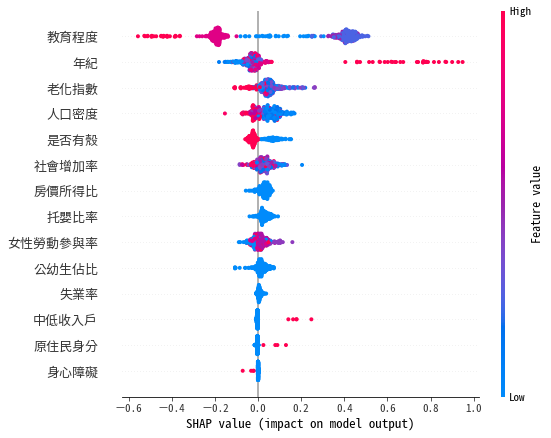 教育程度
年紀
老化指數
人口密度
是否有殼
社會增加率
房價所得比
托嬰比率
女性勞動參與率
公幼生佔比
失業率
中低收入戶
原住民身分
身心障礙
−0.6 −0.4 −0.2 0.0 0.2 0.4 0.6 0.8 1.0
SHAP value (impact on model output)
High
Low
Feature value